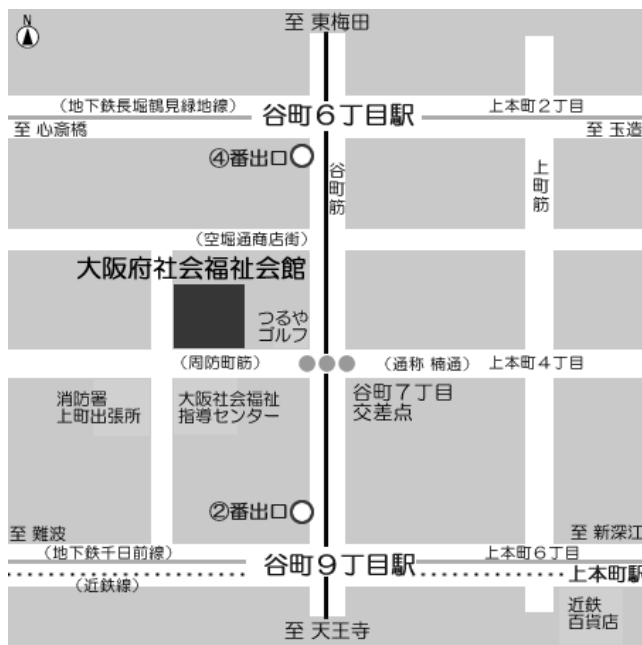 N
至 東梅田
（地下鉄長堀鶴見緑地線）
谷町６丁目駅
上本町２丁目
至 心斎橋
至 玉造
④番出口
谷町筋
上町筋
（空堀通商店街）
大阪府社会福祉会館
つるや
ゴルフ
（周防町筋）
（通称 楠通）
上本町４丁目
消防署
上町出張所
大阪社会福祉
指導センター
谷町７丁目
交差点
②番出口
至 難波
至 新深江
（地下鉄千日前線）
谷町９丁目駅
上本町６丁目
（近鉄線）
上本町駅
近鉄
百貨店
至 天王寺